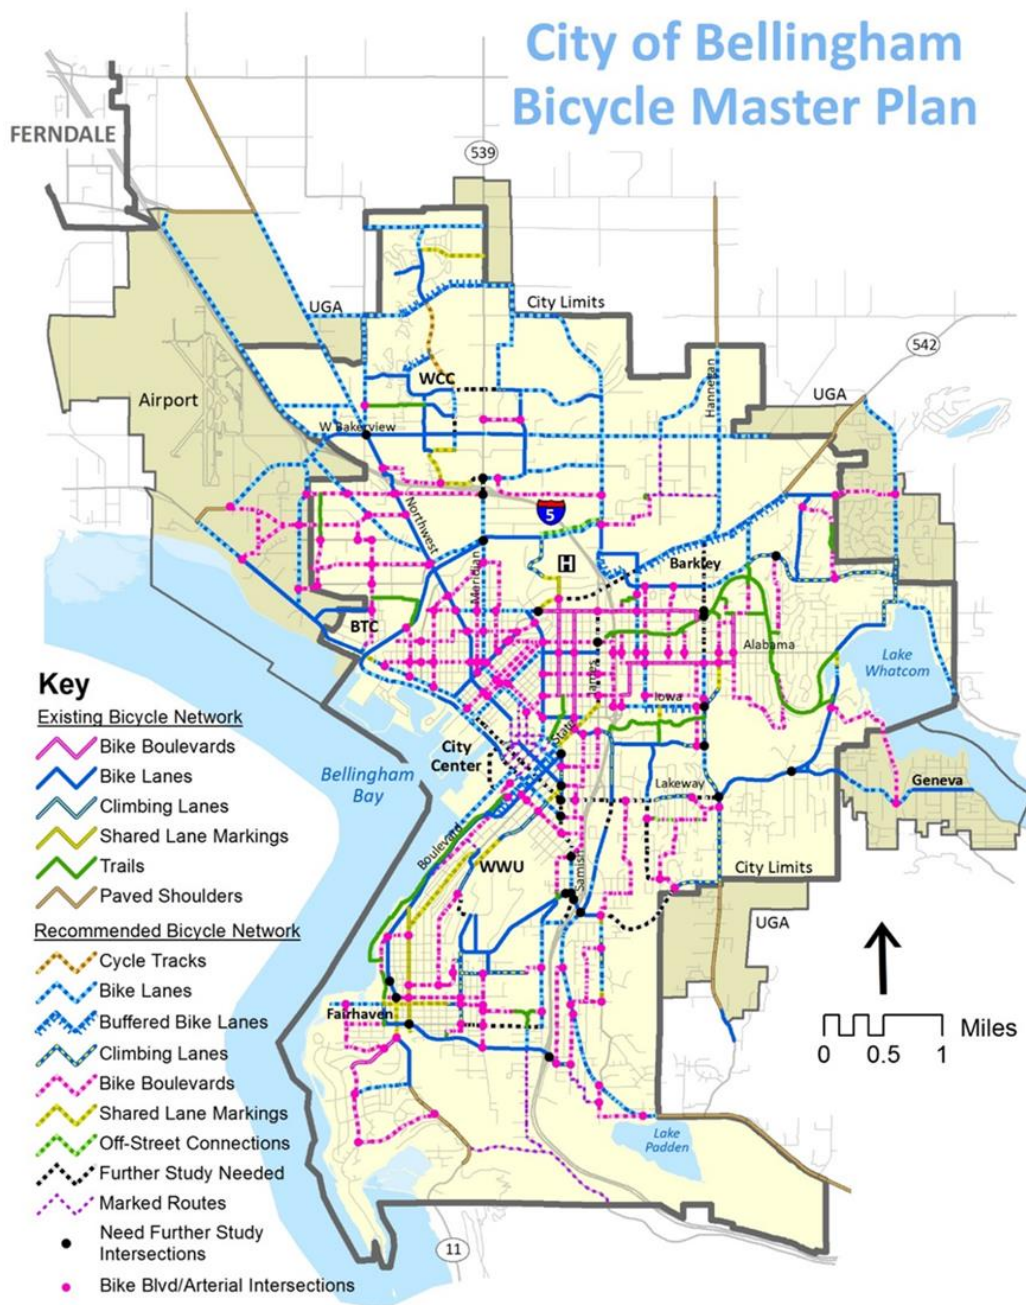 City of Bellingham
Bicycle Master Plan
FERNDALE
539
UGA
City Limits
542
WCC
Hannegan
UGA
Airport
W Bakerview
Northwest
5
H
Meridian
Barkley
BTC
Alabama
Lake
Whatcom
James
Iowa
State
City
Center
Bellingham
Bay
Lakeway
Geneva
Boulevard
WWU
Samish
City Limits
UGA
Fairhaven
Lake
Padden
11
Miles
0 0.5 1
Key
Existing Bicycle Network
Bike Boulevards
Bike Lanes
Climbing Lanes
Shared Lane Markings
Trails
Paved Shoulders
Recommended Bicycle Network
Cycle Tracks
Bike Lanes
Buffered Bike Lanes
Climbing Lanes
Bike Boulevards
Shared Lane Markings
Off-Street Connections
Further Study Needed
Marked Routes
Need Further Study
Intersections
Bike Blvd/Arterial Intersections